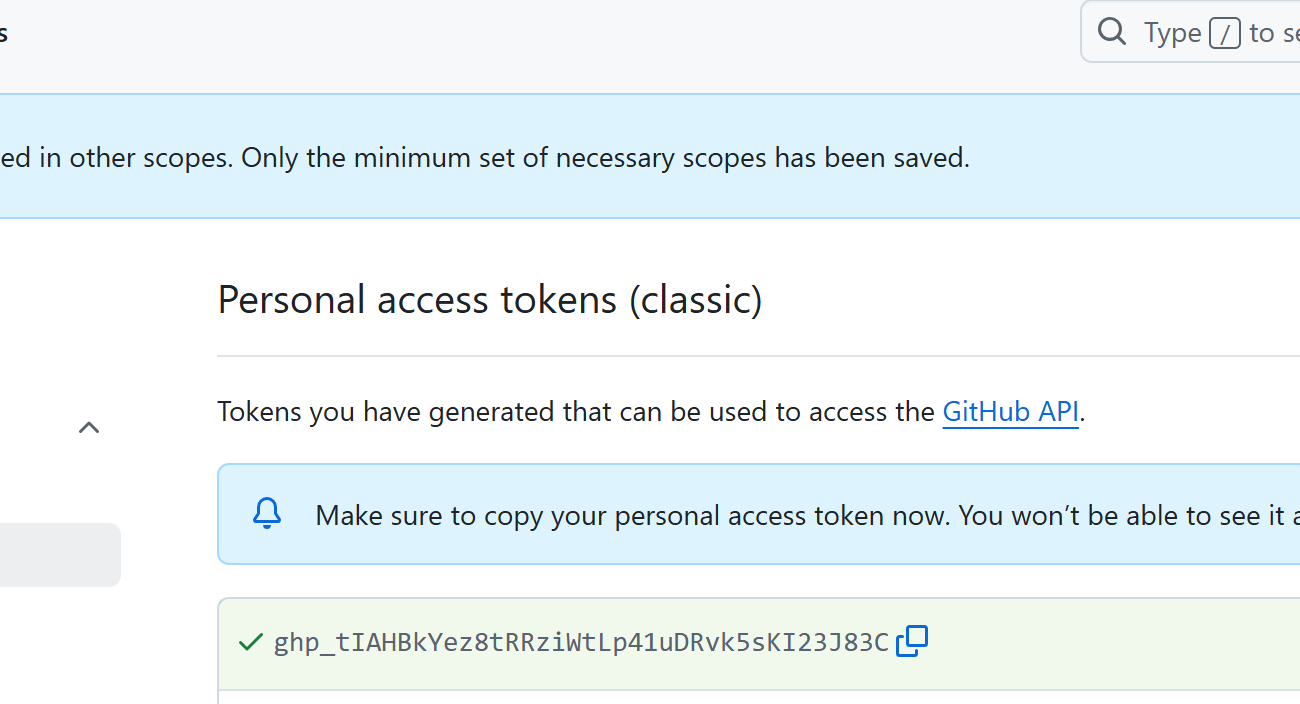 s
Type / to se
ed in other scopes. Only the minimum set of necessary scopes has been saved.
Personal access tokens (classic)
Tokens you have generated that can be used to access the GitHub API.
Make sure to copy your personal access token now. You won’t be able to see it a
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